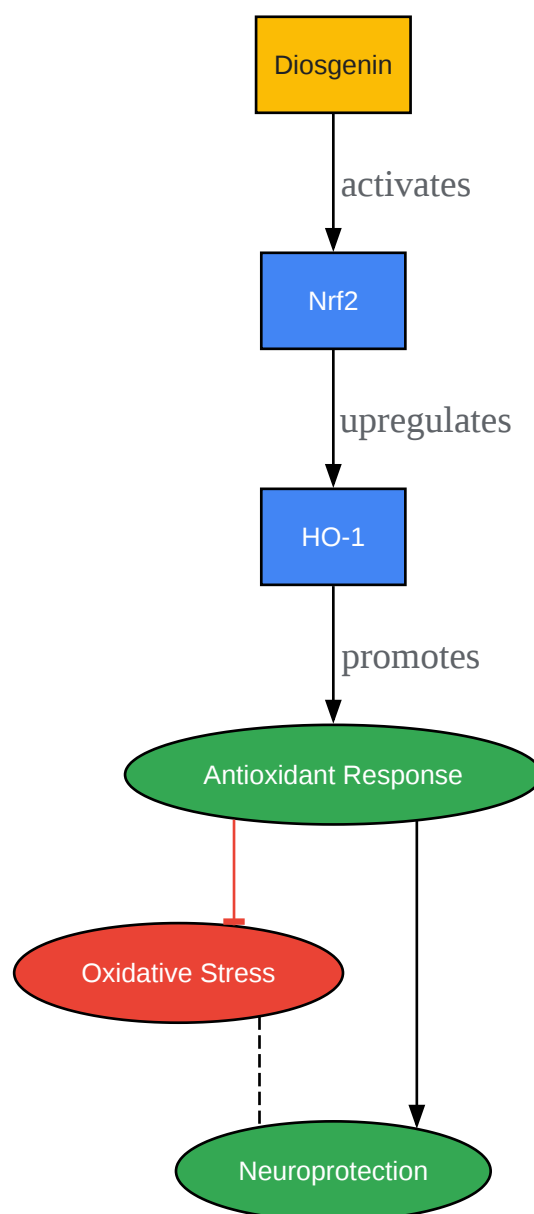 Diosgenin
activates
Nrf2
upregulates
HO-1
promotes
Antioxidant Response
Oxidative Stress
Neuroprotection